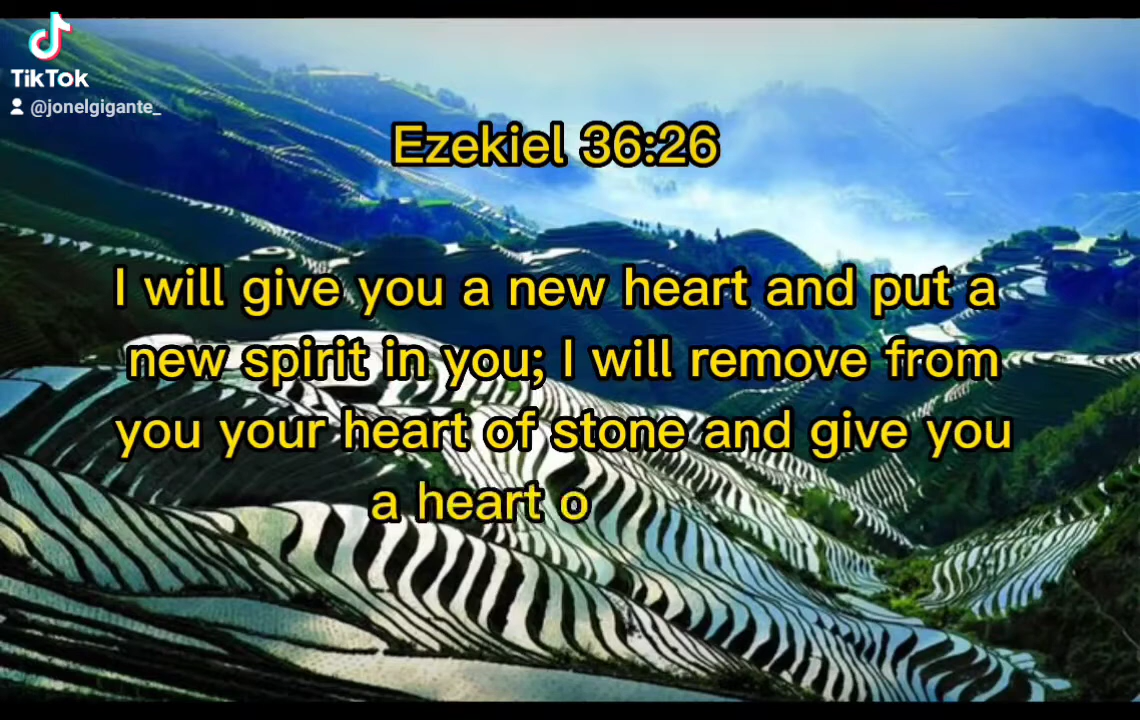 TikTok
@jonelgigante_
Ezekiel 36:26
I will give you a new heart and put a
new spirit in you; I will remove from
you your heart of stone and give you
a heart o